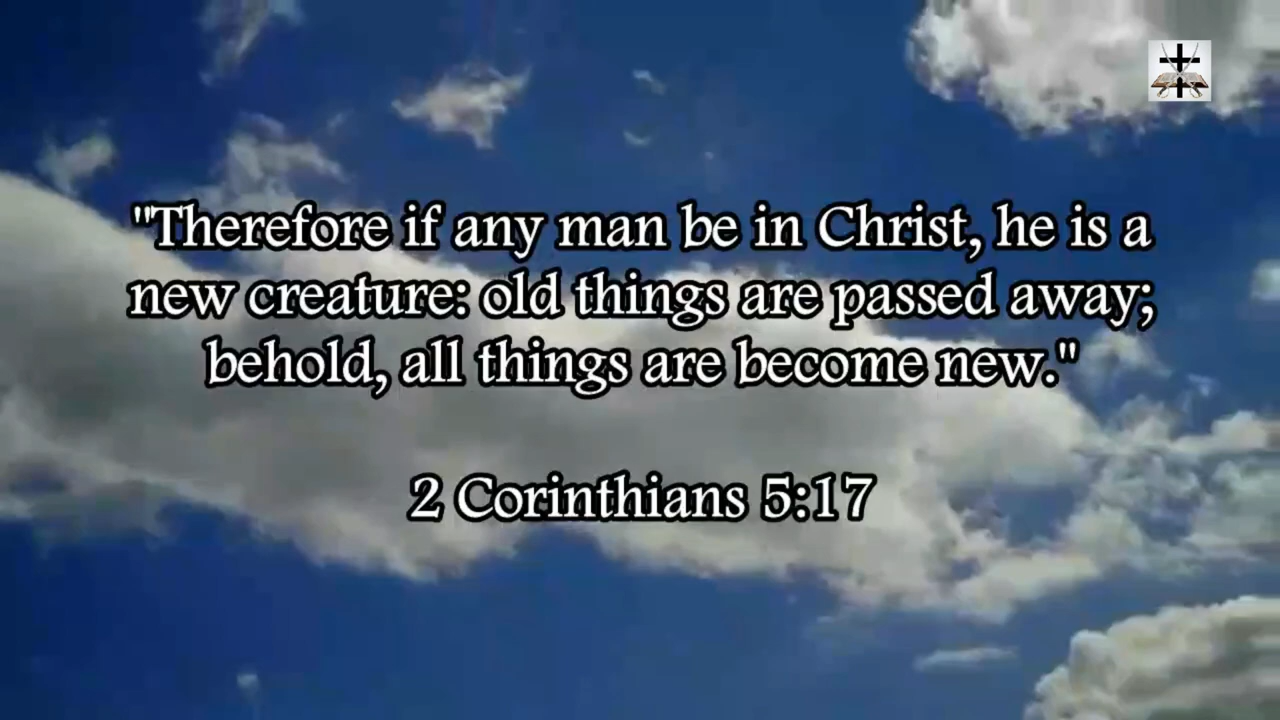 "Therefore if any man be in Christ, he is a
new creature: old things are passed away;
behold, all things are become new."
2 Corinthians 5:17